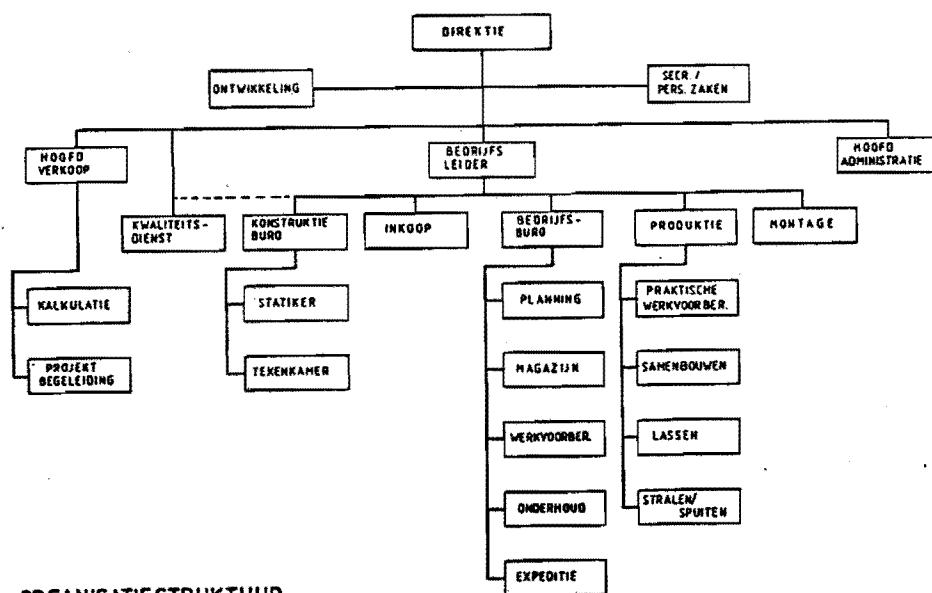 DIREKTIE
ONTWIKKELING
SECR. /
PERS. ZAKEN
HOOFD
VERKOOP
BEDRIJFS
LEIDER
HOOFD
ADMINISTRATIE
KWALITEITS-
DIENST
KONSTRUKTIE
BURO
INKOOP
BEDRIJFS-
BURO
PRODUKTIE
MONTAGE
KALKULATIE
STATIKER
PLANNING
PRAKTISCHE
WERKVOORBER.
PROJEKT
BEGELEIDING
TEKENKAMER
MAGAZIJN
SAMENBOUWEN
WERKVOORBER.
LASSEN
ONDERHOUD
STRALEN/
SPUITEN
EXPEDITIE
ORGANISATIESTRUKTUUR